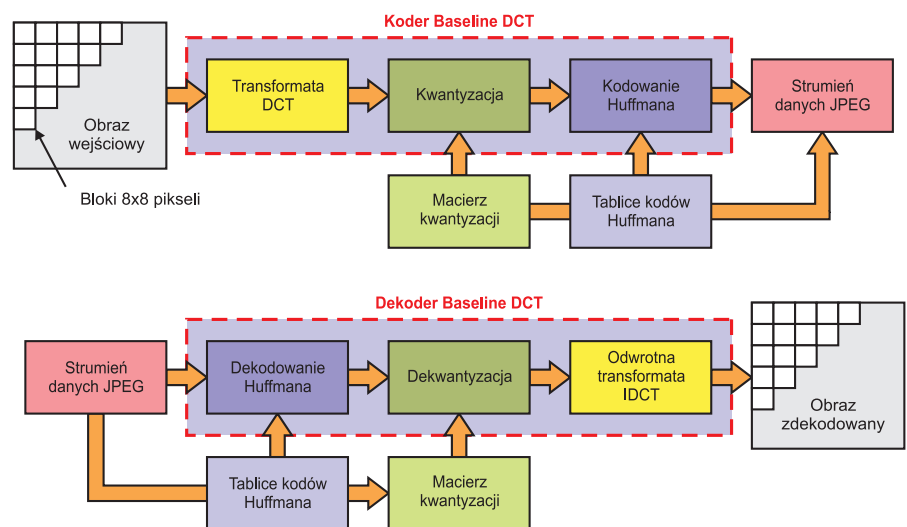 Koder Baseline DCT
Transformata
DCT
Kwantyzacja
Kodowanie
Huffmana
Strumień
danych JPEG
Obraz
wejściowy
Bloki 8x8 pikseli
Macierz
kwantyzacji
Tablice kodów
Huffmana
Dekoder Baseline DCT
Strumień
danych JPEG
Dekodowanie
Huffmana
Dekwantyzacja
Odwrotna
transformata
IDCT
Obraz
zdekodowany
Tablice kodów
Huffmana
Macierz
kwantyzacji